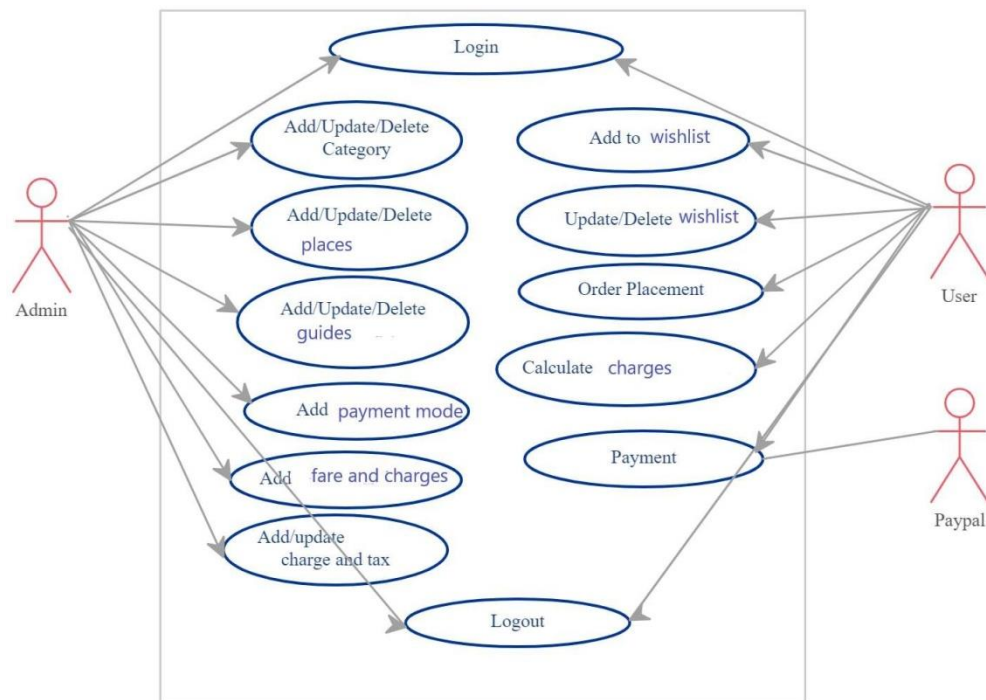 Login
Add/Update/Delete
Category
Add to wishlist
Add/Update/Delete
places
Update/Delete wishlist
Admin
User
Add/Update/Delete
guides
Order Placement
Calculate charges
Add payment mode
Payment
Add fare and charges
Paypal
Add/update
charge and tax
Logout